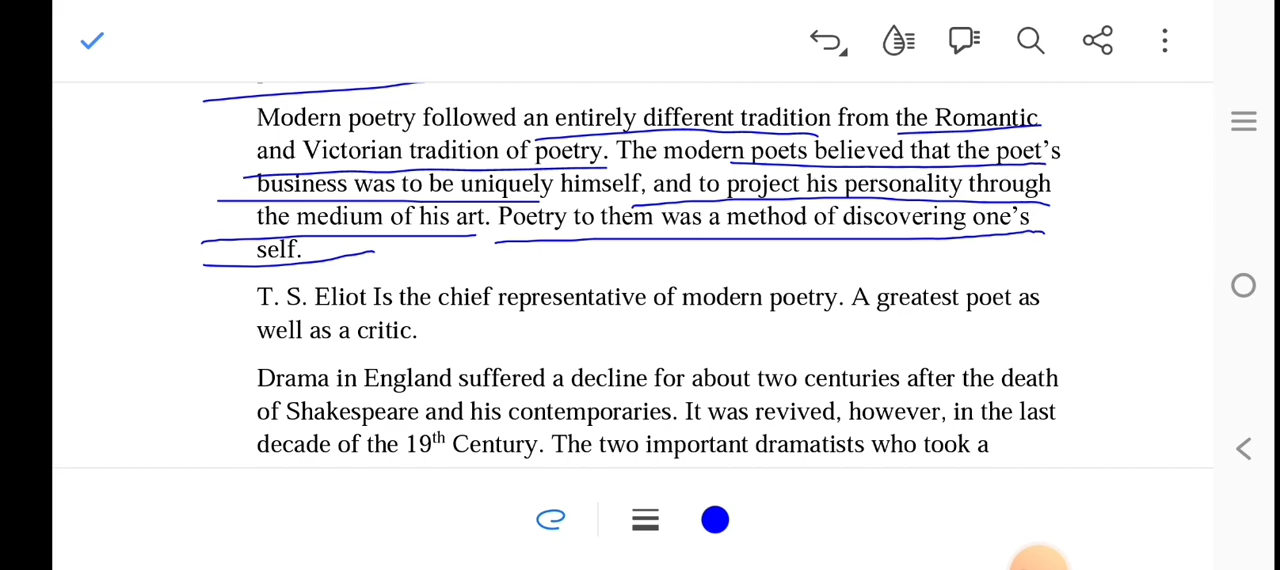 Modern poetry followed an entirely different tradition from the Romantic
and Victorian tradition of poetry. The modern poets believed that the poet's
business was to be uniquely himself, and to project his personality through
the medium of his art. Poetry to them was a method of discovering one's
self.
T. S. Eliot Is the chief representative of modern poetry. A greatest poet as
well as a critic.
Drama in England suffered a decline for about two centuries after the death
of Shakespeare and his contemporaries. It was revived, however, in the last
decade of the 19th Century. The two important dramatists who took a